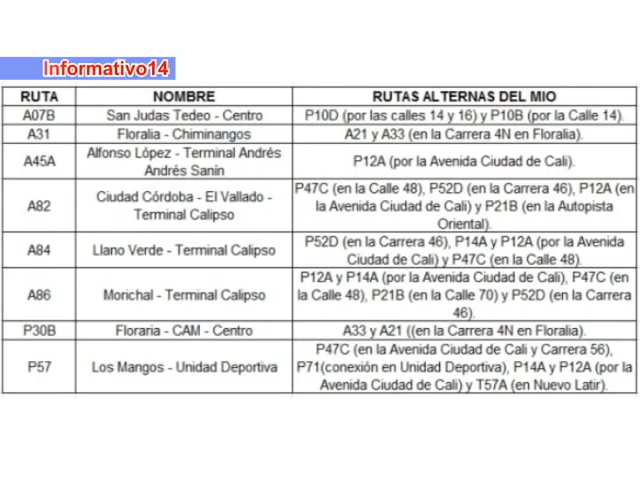 Informativo14
RUTA NOMBRE RUTAS ALTERNAS DEL MIO
A07B San Judas Tedeo - Centro P10D (por las calles 14 y 16) y P10B (por la Calle 14).
A31 Floralia - Chiminangos A21 y A33 (en la Carrera 4N en Floralia).
A45A Alfonso López - Terminal Andrés
Andrés Sanín P12A (por la Avenida Ciudad de Cali).
A82 Ciudad Córdoba - El Vallado -
Terminal Calipso P47C (en la Calle 48), P52D (en la Carrera 46), P12A (en
la Avenida Ciudad de Cali) y P21B (en la Autopista
Oriental).
A84 Llano Verde - Terminal Calipso P52D (en la Carrera 46), P14A y P12A (por la Avenida
Ciudad de Cali) y P47C (en la Calle 48).
A86 Morichal - Terminal Calipso P12A y P14A (por la Avenida Ciudad de Cali), P47C (en
la Calle 48), P21B (en la Calle 70) y P52D (en la Carrera
46).
P30B Floraria - CAM - Centro A33 y A21 ((en la Carrera 4N en Floralia).
P57 Los Mangos - Unidad Deportiva P47C (en la Avenida Ciudad de Cali y Carrera 56),
P71(conexión en Unidad Deportiva), P14A y P12A (por la
Avenida Ciudad de Cali) y T57A (en Nuevo Latir).